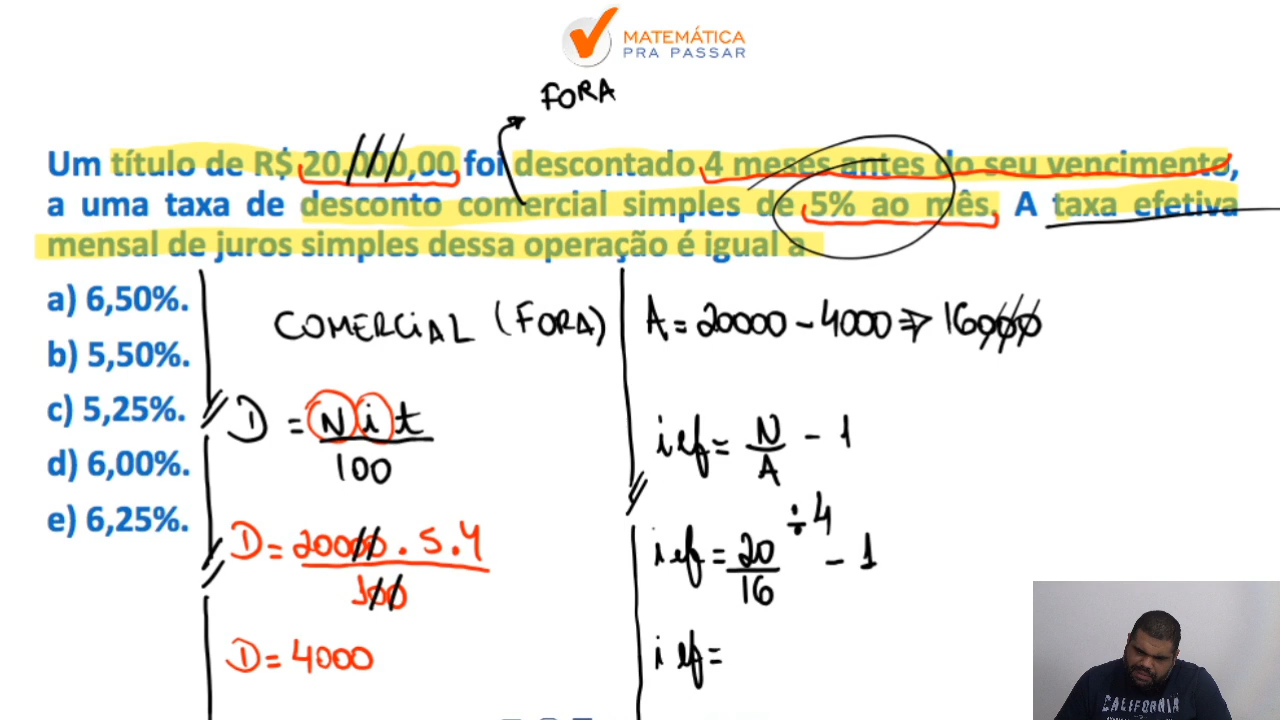 MATEMÁTICA
PRA PASSAR
FORA
Um título de R$ 20.000,00 foi descontado 4 meses antes do seu vencimento,
a uma taxa de desconto comercial simples de 5% ao mês. A taxa efetiva
mensal de juros simples dessa operação é igual a
a) 6,50%.
b) 5,50%.
c) 5,25%.
d) 6,00%.
e) 6,25%.
COMERCIAL (FORA)
D = Nit
100
D = 20000 . 5 . 4
100
D = 4000
A = 20000 - 4000 ⇒ 16000
ief = N - 1
A
÷4
ief = 20 - 1
16
ief =
CALIFORNIA